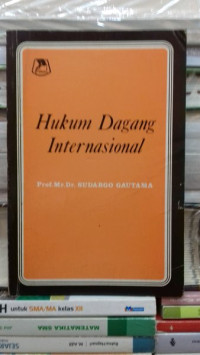 Hukum Dagang
Internasional
Prof. Mr. Dr. SUDARGO GAUTAMA
untuk SMA/MA kelas XII
MATEMATIKA SMA